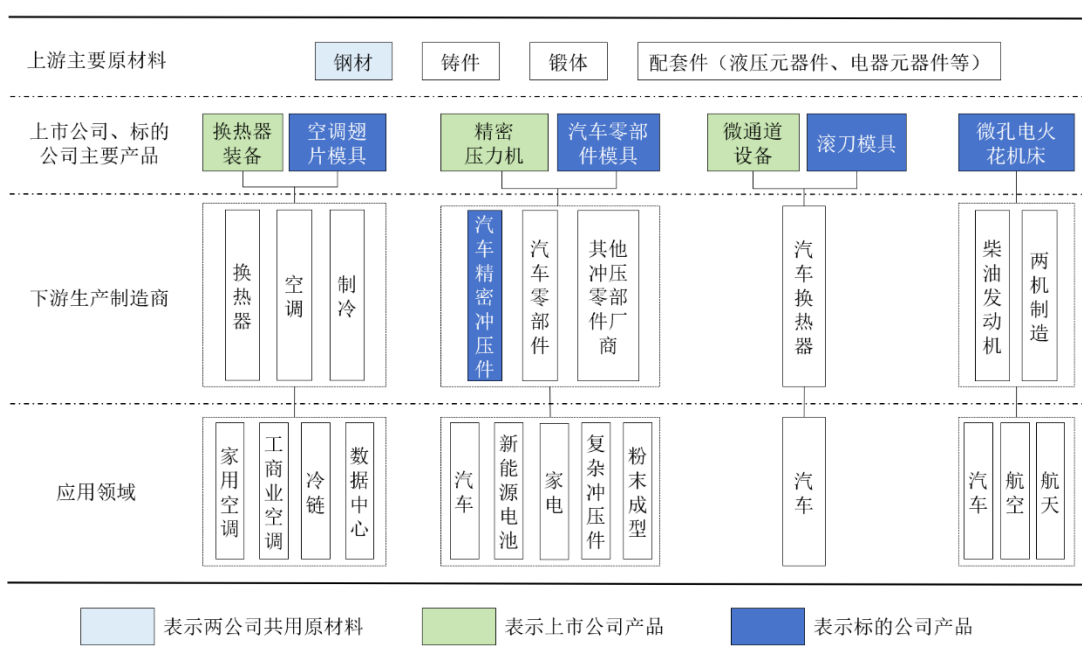 上游主要原材料
钢材
铸件
锻体
配套件（液压元器件、电器元器件等）
上市公司、标的
公司主要产品
换热器
装备
空调翅
片模具
精密
压力机
汽车零部
件模具
微通道
设备
滚刀模具
微孔电火
花机床
下游生产制造商
换热器
空调
制冷
汽车精密冲压件
汽车零部件
其他
冲压
零部
件厂
商
汽车换热器
柴油发动机
两机制造
应用领域
家用空调
工商业空调
冷链
数据中心
汽车
新能源电池
家电
复杂冲压件
粉末成型
汽车
汽车
航空
航天
表示两公司共用原材料
表示上市公司产品
表示标的公司产品